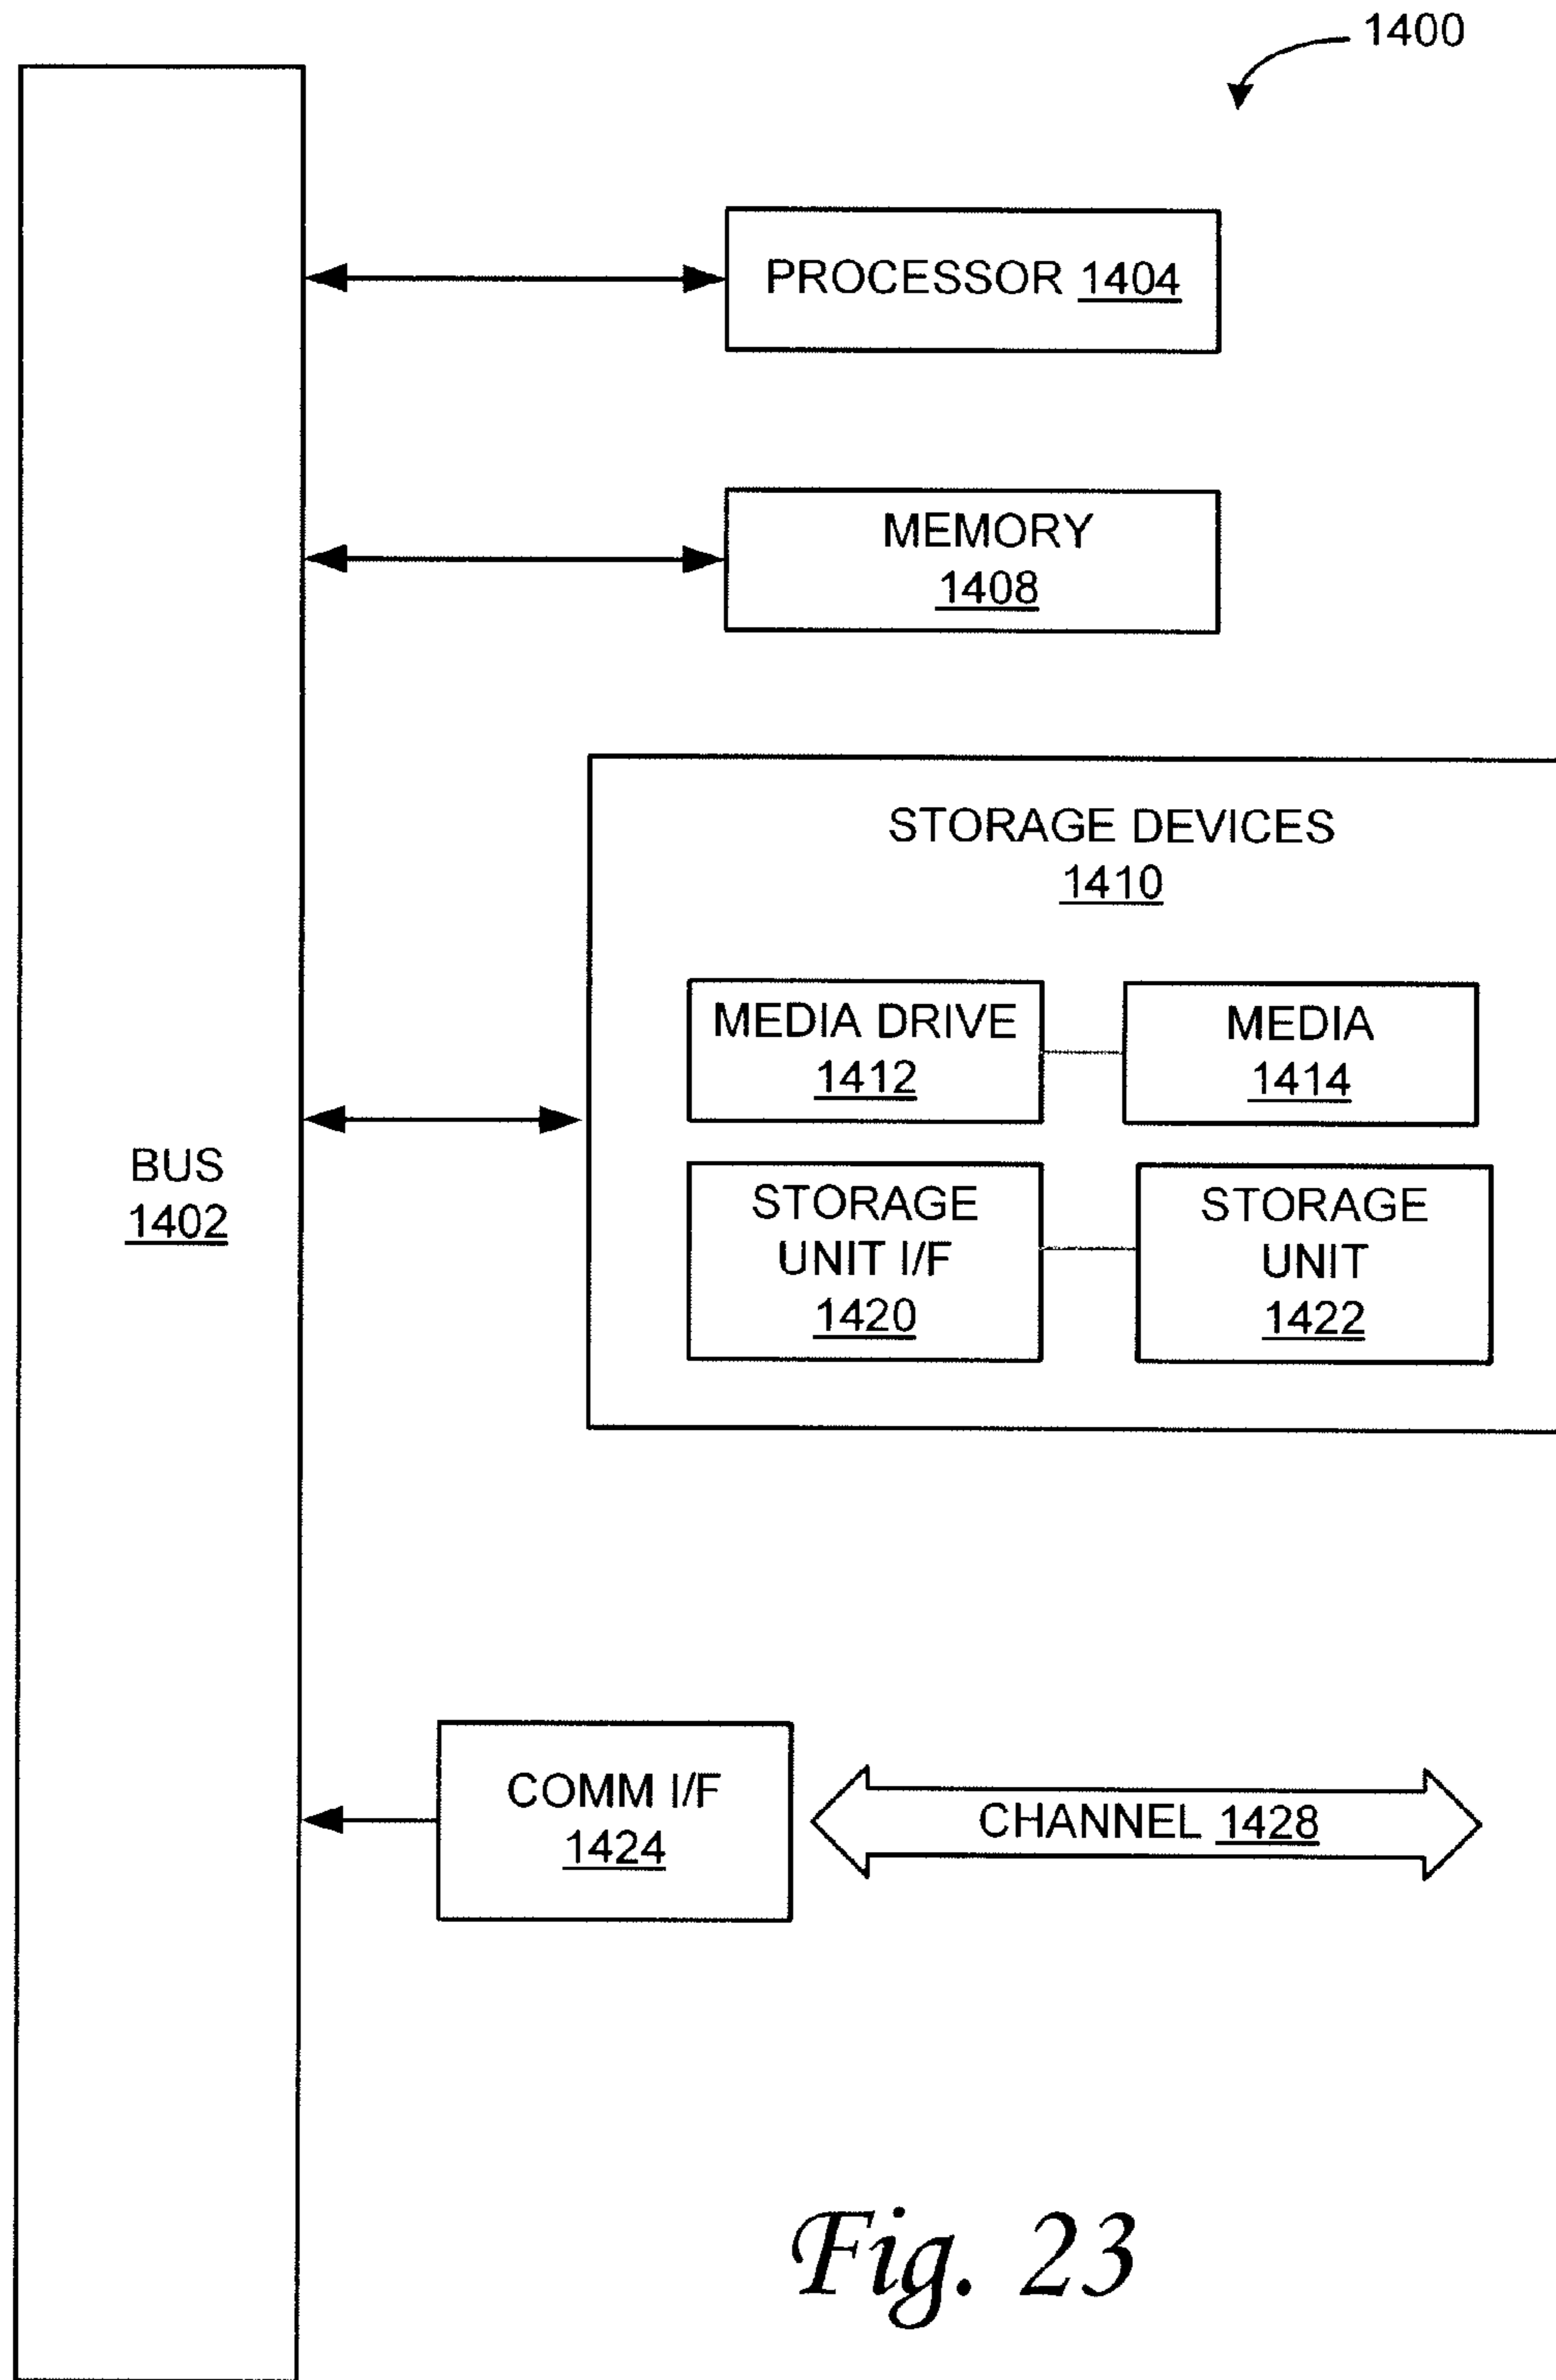 1400
PROCESSOR 1404
MEMORY
1408
STORAGE DEVICES
1410
MEDIA DRIVE
1412
MEDIA
1414
BUS
1402
STORAGE
UNIT I/F
1420
STORAGE
UNIT
1422
COMM I/F
1424
CHANNEL 1428
Fig. 23